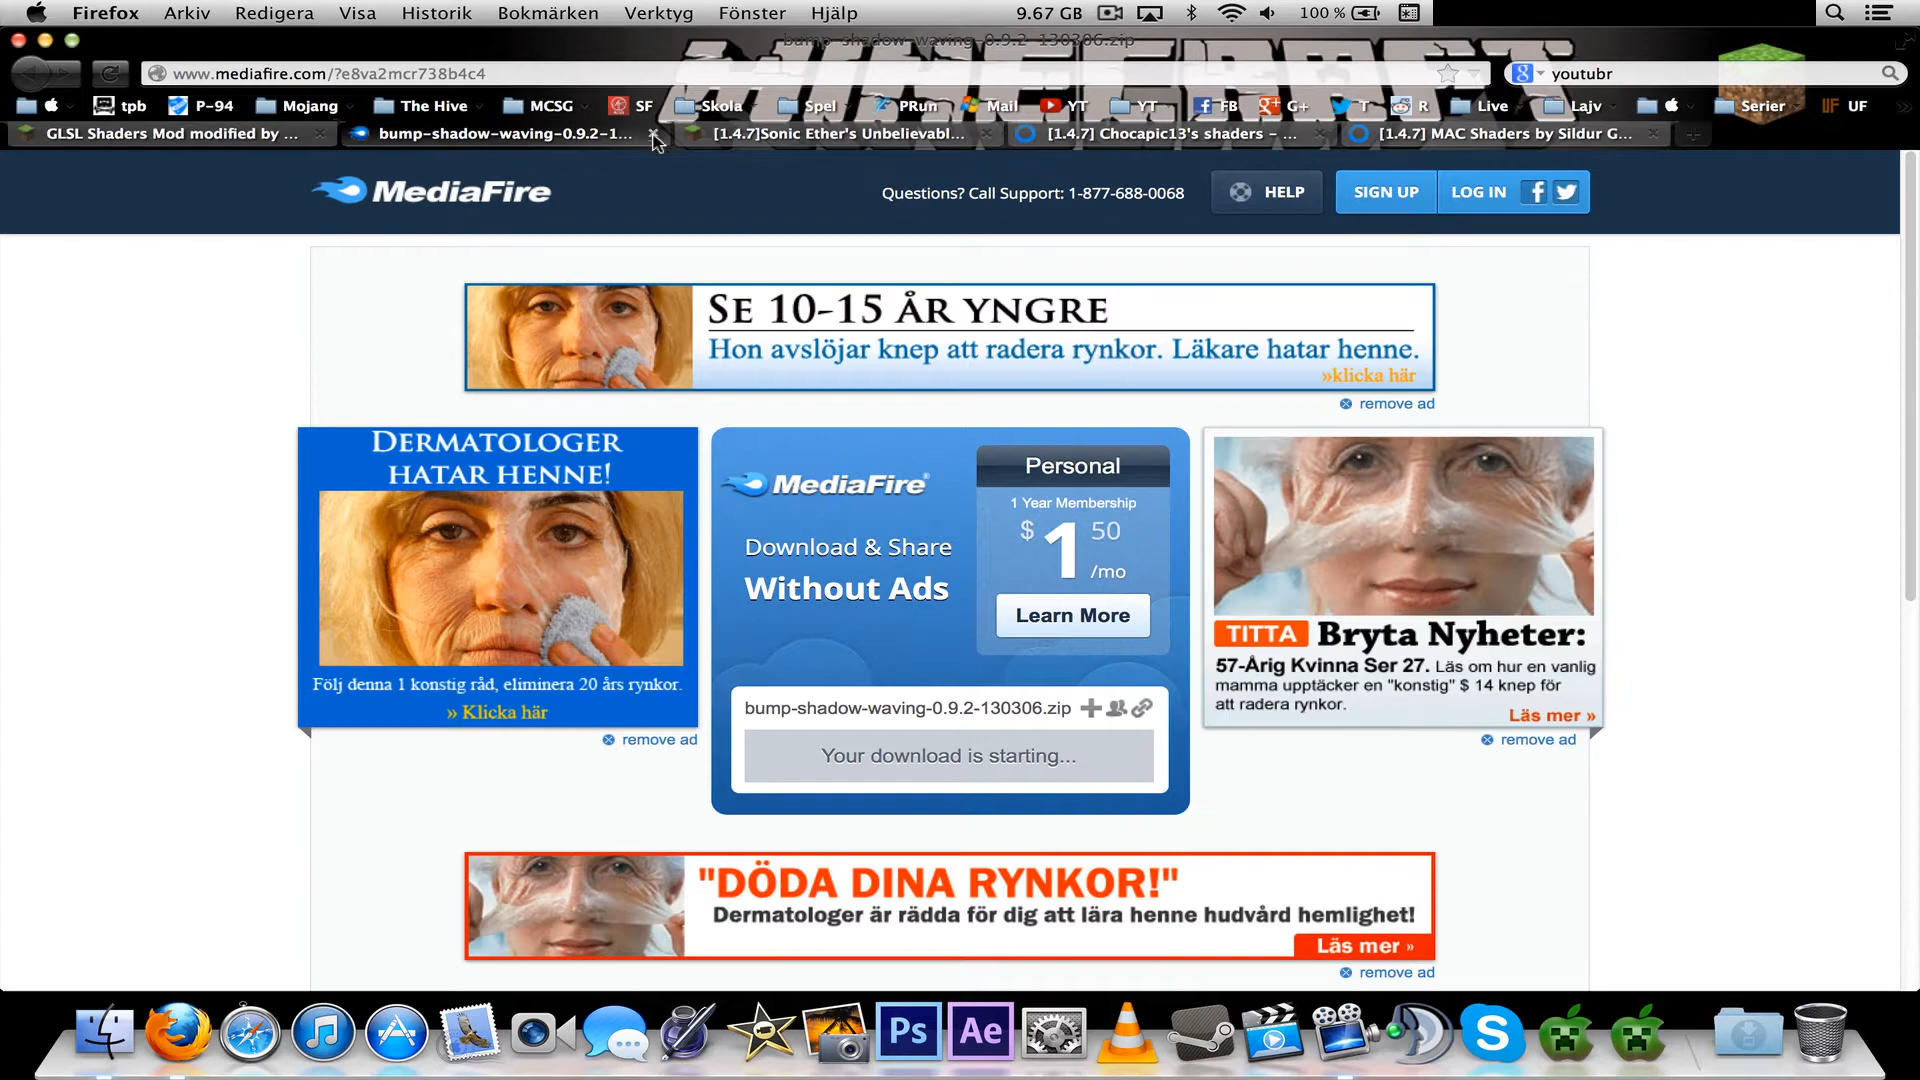 Firefox Arkiv Redigera Visa Historik Bokmärken Verktyg Fönster Hjälp 9.67 GB 100 %
bump-shadow-waving-0.9.2-130306.zip
www.mediafire.com/?e8va2mcr738b4c4 youtubr
tpb P-94 Mojang The Hive MCSG SF Skola Spel PRun Mail YT YT FB G+ T R Live Lajv Serier UF
GLSL Shaders Mod modified by ... bump-shadow-waving-0.9.2-1... [1.4.7]Sonic Ether's Unbelievabl... [1.4.7] Chocapic13's shaders - ... [1.4.7] MAC Shaders by Sildur G...
MediaFire Questions? Call Support: 1-877-688-0068 HELP SIGN UP LOG IN
SE 10-15 ÅR YNGRE
Hon avslöjar knep att radera rynkor. Läkare hatar henne.
»klicka här
remove ad
DERMATOLOGER
HATAR HENNE!
Följ denna 1 konstig råd, eliminera 20 års rynkor.
» Klicka här
remove ad
MediaFire
Download & Share
Without Ads
Personal
1 Year Membership
$ 1 50
/mo
Learn More
bump-shadow-waving-0.9.2-130306.zip
Your download is starting...
TITTA Bryta Nyheter:
57-Årig Kvinna Ser 27. Läs om hur en vanlig
mamma upptäcker en "konstig" $ 14 knep för
att radera rynkor.
Läs mer »
remove ad
"DÖDA DINA RYNKOR!"
Dermatologer är rädda för dig att lära henne hudvård hemlighet!
Läs mer »
remove ad
Ps Ae